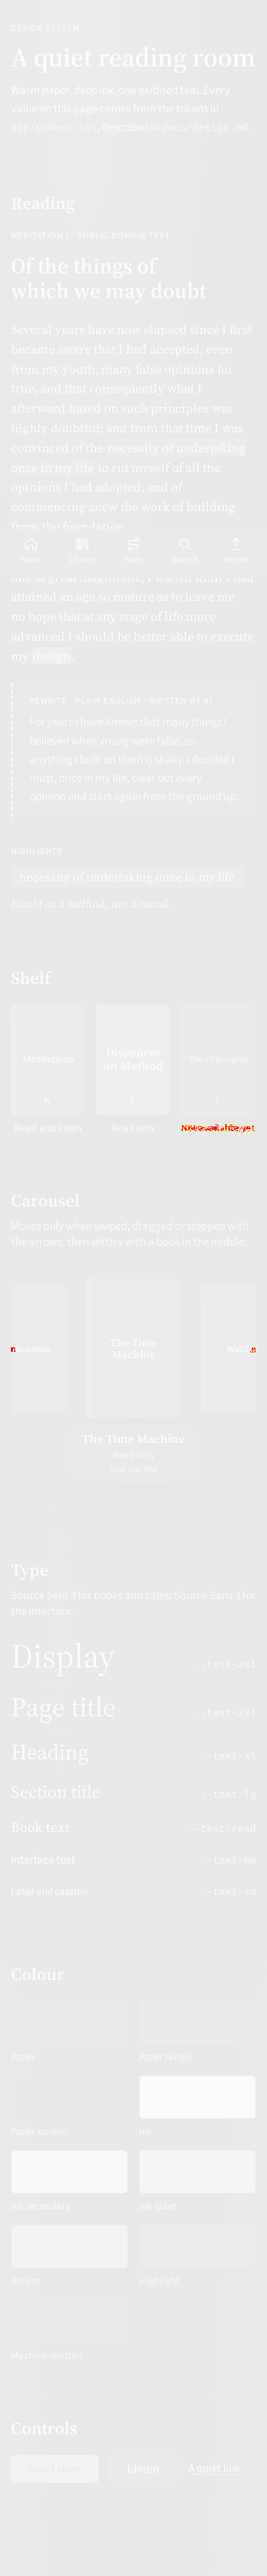 DESIGN SYSTEM
A quiet reading room
Warm paper, deep ink, one oxidised teal. Every
value on this page comes from the tokens in
app/tokens.css, described in docs/design.md.
Reading
MEDITATION I · PUBLIC-DOMAIN TEXT
Of the things of
which we may doubt
Several years have now elapsed since I first
became aware that I had accepted, even
from my youth, many false opinions for
true, and that consequently what I
afterward based on such principles was
highly doubtful; and from that time I was
convinced of the necessity of undertaking
once in my life to rid myself of all the
opinions I had adopted, and of
commencing anew the work of building
from the foundation
Home
Library
Paths
Search
Import
one of great magnitude, I waited until I had
attained an age so mature as to leave me
no hope that at any stage of life more
advanced I should be better able to execute
my design.
REWRITE · PLAIN ENGLISH · WRITTEN BY AI
For years I have known that many things I
believed when young were false, so
anything I built on them is shaky. I decided I
must, once in my life, clear out every
opinion and start again from the ground up.
HIGHLIGHTS
necessity of undertaking once in my life
Doubt as a method, not a mood.
Shelf
Meditations
Discourse
on Method
The Principles
Read and listen
Read only
Carousel
Moves only when swiped, dragged or stepped with
the arrows, then settles with a book in the middle.
The Time
Machine
The Time Machine
Read only
Not started
Type
Source Serif 4 for books and titles; Source Sans 3 for
the interface.
Display --text-3xl
Page title --text-2xl
Heading --text-xl
Section title --text-lg
Book text --text-read
Interface text --text-md
Label and caption --text-sm
Colour
Paper
Paper raised
Paper sunken
Ink
Ink secondary
Ink quiet
Accent
Highlight
Machine-written
Controls
Read now
Listen
A quiet link